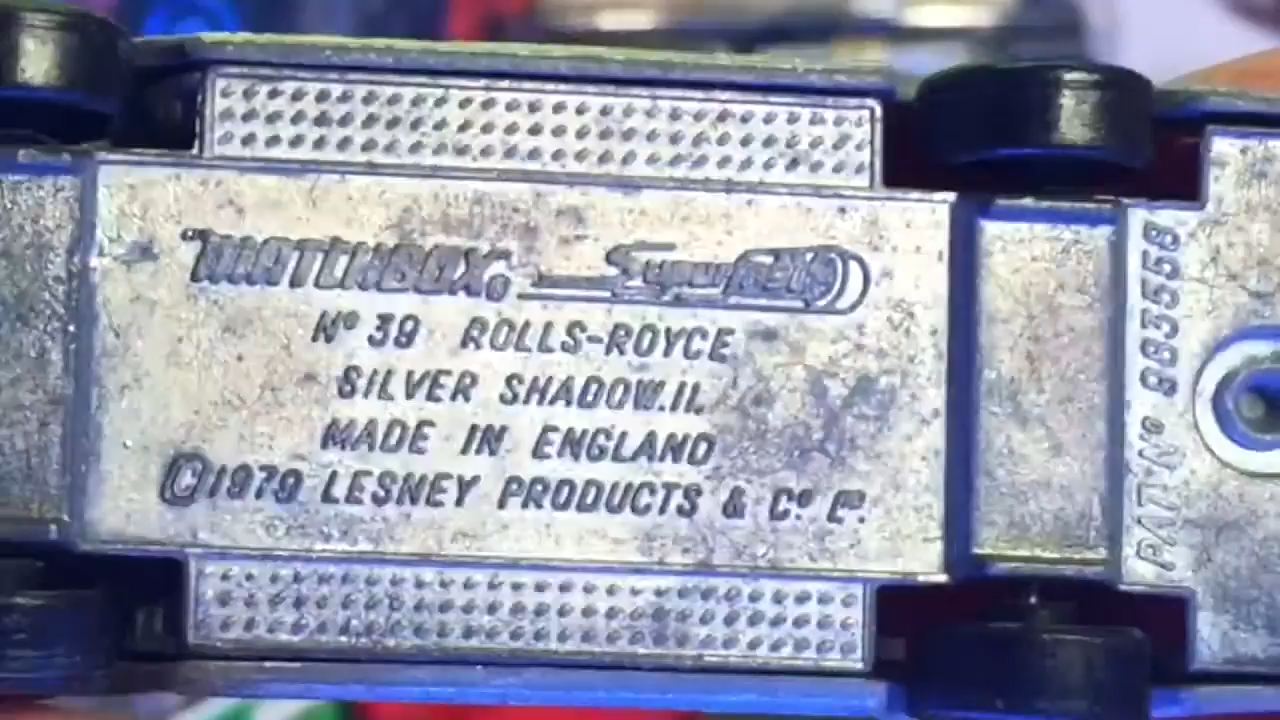 "MATCHBOX® Superfast
Nº 39 ROLLS-ROYCE
SILVER SHADOW.II.
MADE IN ENGLAND
©1979 LESNEY PRODUCTS & Cº Lᴰ.
PAT. Nº 983558